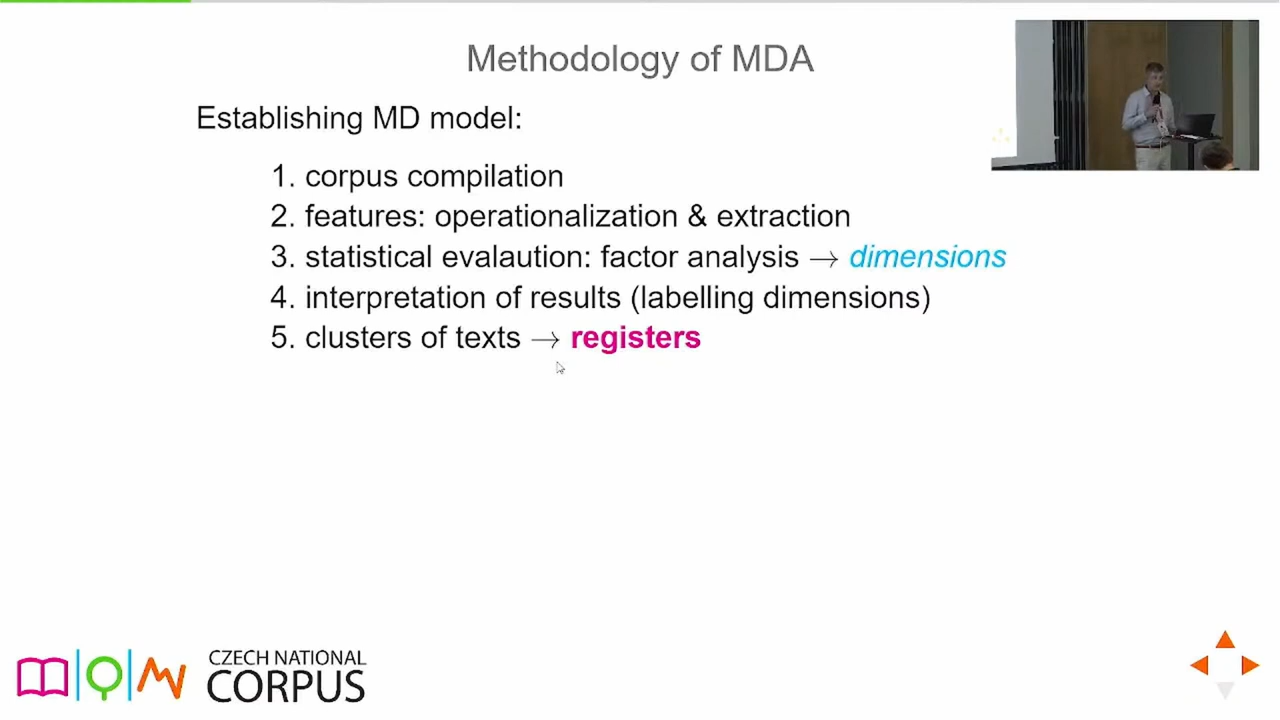 Methodology of MDA
Establishing MD model:
1. corpus compilation
2. features: operationalization & extraction
3. statistical evalaution: factor analysis → dimensions
4. interpretation of results (labelling dimensions)
5. clusters of texts → registers
CZECH NATIONAL
CORPUS